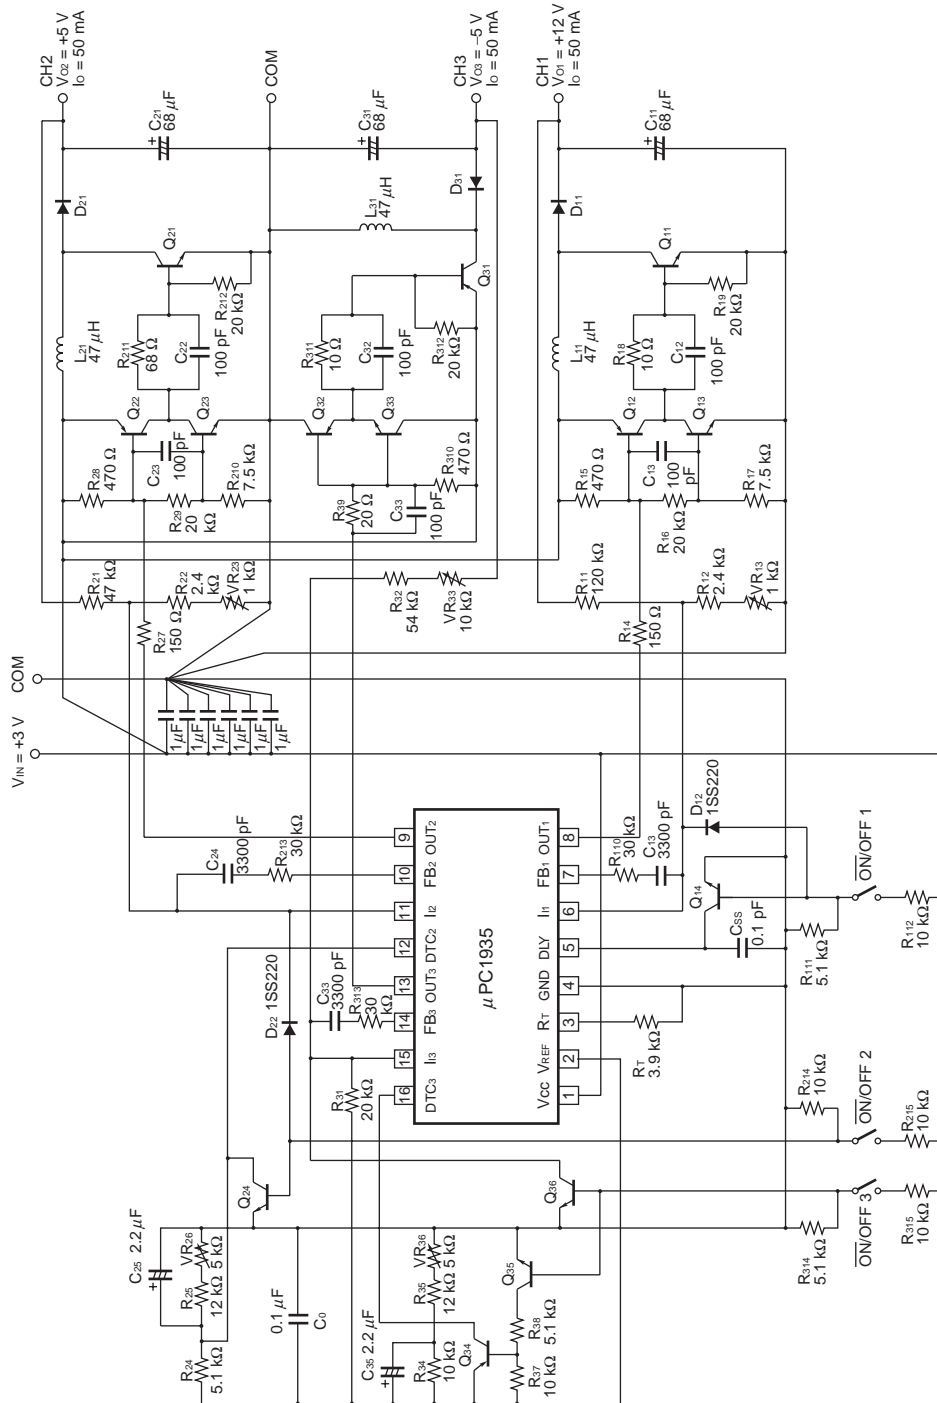 CH2
VO2 = +5 V
IO = 50 mA
COM
CH3
VO3 = −5 V
IO = 50 mA
CH1
VO1 = +12 V
IO = 50 mA
C21
68 μF
C31
68 μF
C11
68 μF
D21
L31
47 μH
D31
D11
Q21
Q31
Q11
R212
20 kΩ
R312
20 kΩ
R19
20 kΩ
L21
47 μH
R211
68 Ω
C22
100 pF
R311
10 Ω
C32
100 pF
L11
47 μH
R18
10 Ω
C12
100 pF
Q22
Q23
Q32
Q33
Q12
Q13
R28
470 Ω
C23
100 pF
R29
20
kΩ
R210
7.5 kΩ
R39
20 Ω
C33
100 pF
R310
470 Ω
R15
470 Ω
C13
100
pF
R16
20 kΩ
R17
7.5 kΩ
R21
47 kΩ
R22
2.4
kΩ
VR23
1 kΩ
R27
150 Ω
R32
54 kΩ
VR33
10 kΩ
R11
120 kΩ
R12
2.4 kΩ
VR13
1 kΩ
R14
150 Ω
VIN = +3 V
COM
1 μF
1 μF
1 μF
1 μF
1 μF
1 μF
C24
3300 pF
R213
30 kΩ
D22 1SS220
C33
3300 pF
R313
30
kΩ
R31
20 kΩ
μPC1935
9 OUT2
10 FB2
11 II2
12 DTC2
13 OUT3
14 FB3
15 II3
16 DTC3
8 OUT1
7 FB1
6 II1
5 DLY
4 GND
3 RT
2 VREF
1 Vcc
R110
30 kΩ
C13
3300 pF
D12
1SS220
Q14
CSS
0.1 pF
R111
5.1 kΩ
ON/OFF 1
R112
10 kΩ
RT
3.9 kΩ
R214
10 kΩ
ON/OFF 2
R215
10 kΩ
Q24
Q36
R314
5.1 kΩ
ON/OFF 3
R315
10 kΩ
C25 2.2 μF
VR26
5 kΩ
R25
12 kΩ
R24
5.1 kΩ
0.1 μF
C0
VR36
5 kΩ
R35
12 kΩ
C35 2.2 μF
R34
10 kΩ
Q34
Q35
R38
5.1 kΩ
R37
10 kΩ